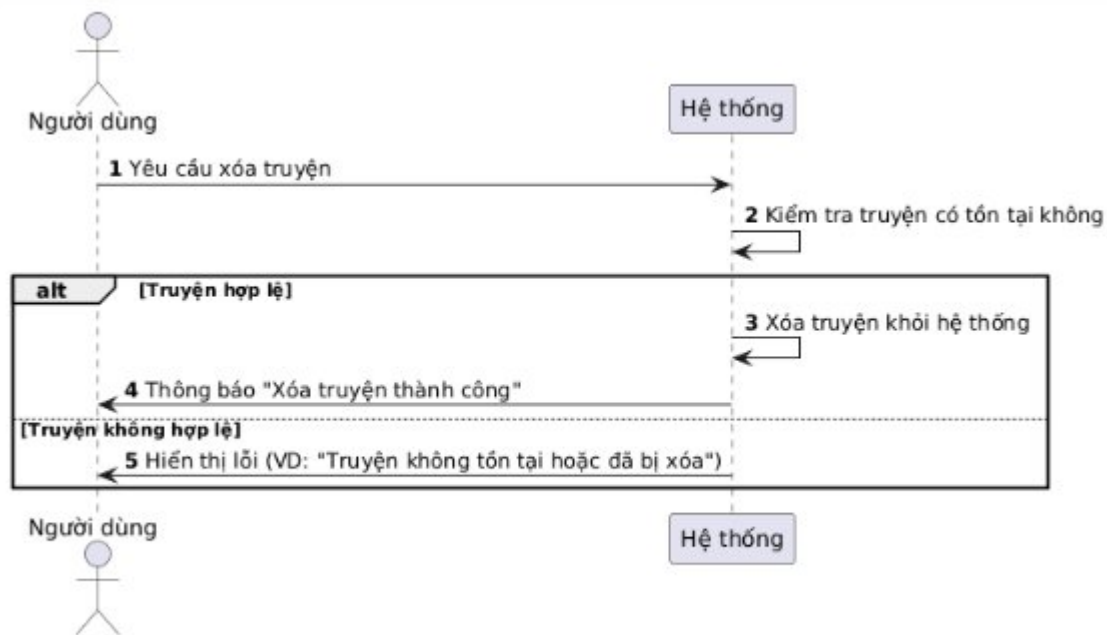 Người dùng
Hệ thống
1 Yêu cầu xóa truyện
2 Kiểm tra truyện có tồn tại không
alt [Truyện hợp lệ]
3 Xóa truyện khỏi hệ thống
4 Thông báo "Xóa truyện thành công"
[Truyện không hợp lệ]
5 Hiển thị lỗi (VD: "Truyện không tồn tại hoặc đã bị xóa")
Người dùng
Hệ thống